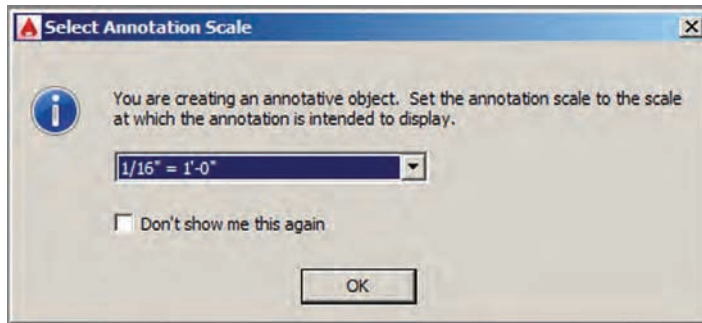 Select Annotation Scale
You are creating an annotative object. Set the annotation scale to the scale
at which the annotation is intended to display.
1/16" = 1'-0"
Don't show me this again
OK